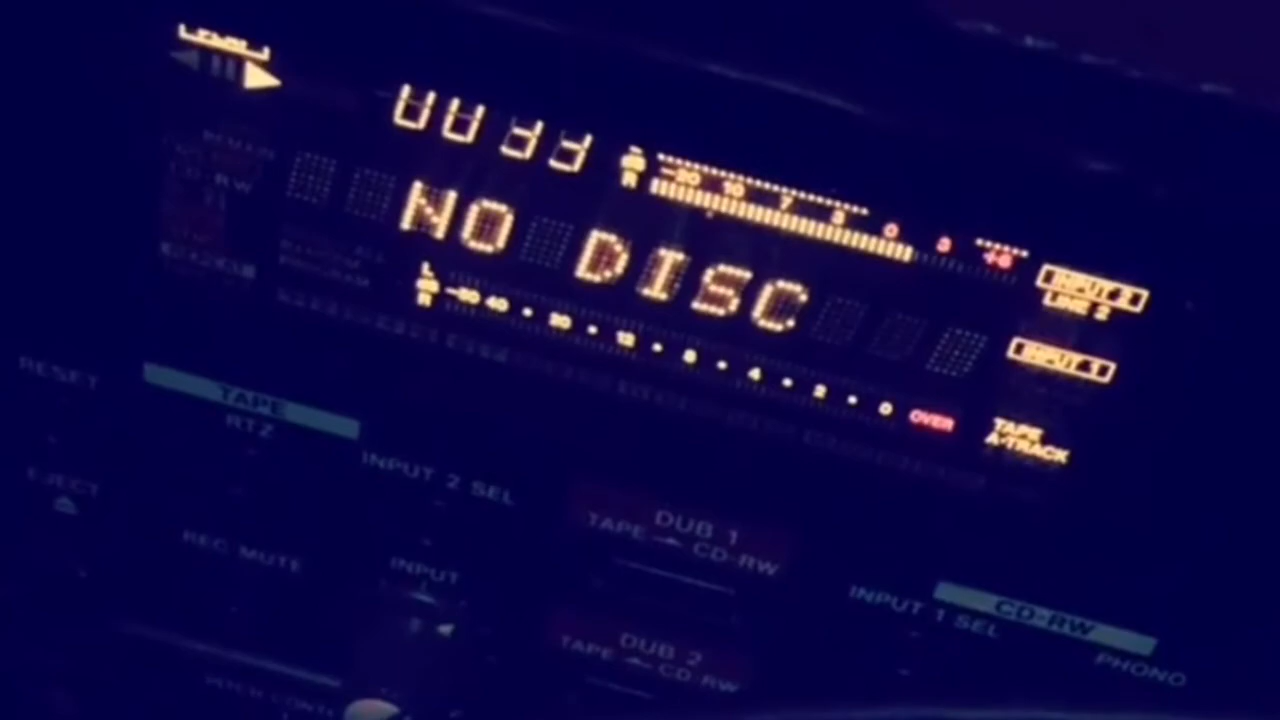 R -20 10 7 3 0 3 +6
NO DISC
INPUT 2
LINE 2
L
R 40 20 12 8 4 2 0 OVER
INPUT 1
TAPE
A-TRACK
RESET
TAPE
RTZ
INPUT 2 SEL
EJECT
REC MUTE
INPUT
DUB 1
TAPE CD-RW
INPUT 1 SEL
CD-RW
PHONO
DUB 2
TAPE CD-RW